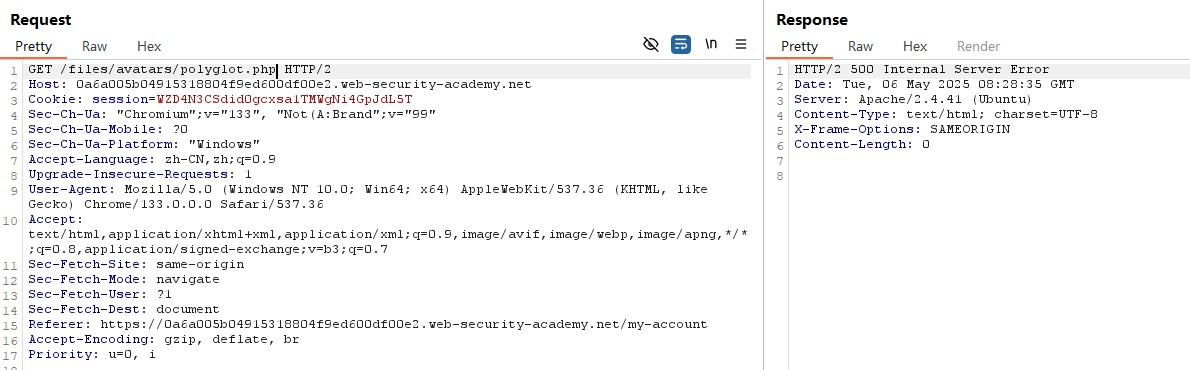 Request
Pretty Raw Hex \n
1 GET /files/avatars/polyglot.php HTTP/2
2 Host: 0a6a005b04915318804f9ed600df00e2.web-security-academy.net
3 Cookie: session=WZD4N3CSdidOgcxsa1TMWgNi4GpJdL5T
4 Sec-Ch-Ua: "Chromium";v="133", "Not(A:Brand";v="99"
5 Sec-Ch-Ua-Mobile: ?0
6 Sec-Ch-Ua-Platform: "Windows"
7 Accept-Language: zh-CN,zh;q=0.9
8 Upgrade-Insecure-Requests: 1
9 User-Agent: Mozilla/5.0 (Windows NT 10.0; Win64; x64) AppleWebKit/537.36 (KHTML, like
Gecko) Chrome/133.0.0.0 Safari/537.36
10 Accept:
text/html,application/xhtml+xml,application/xml;q=0.9,image/avif,image/webp,image/apng,*/*
;q=0.8,application/signed-exchange;v=b3;q=0.7
11 Sec-Fetch-Site: same-origin
12 Sec-Fetch-Mode: navigate
13 Sec-Fetch-User: ?1
14 Sec-Fetch-Dest: document
15 Referer: https://0a6a005b04915318804f9ed600df00e2.web-security-academy.net/my-account
16 Accept-Encoding: gzip, deflate, br
17 Priority: u=0, i
Response
Pretty Raw Hex Render
1 HTTP/2 500 Internal Server Error
2 Date: Tue, 06 May 2025 08:28:35 GMT
3 Server: Apache/2.4.41 (Ubuntu)
4 Content-Type: text/html; charset=UTF-8
5 X-Frame-Options: SAMEORIGIN
6 Content-Length: 0
7
8